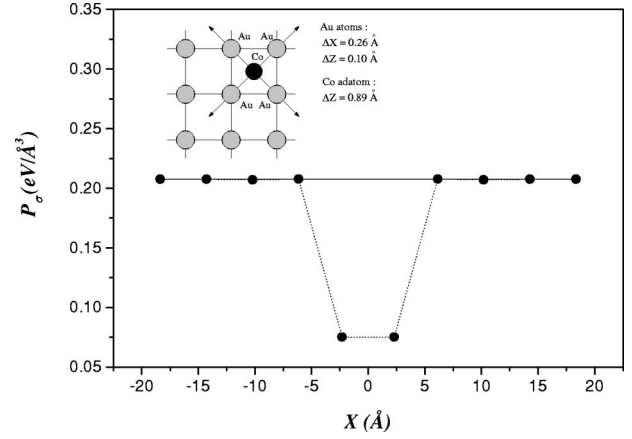 0.35
0.30
0.25
0.20
0.15
0.10
0.05
P_σ (eV/Å³)
Au Au
Co
Au Au
Au atoms :
ΔX = 0.26 Å
ΔZ = 0.10 Å
Co adatom :
ΔZ = 0.89 Å
-20 -15 -10 -5 0 5 10 15 20
X (Å)